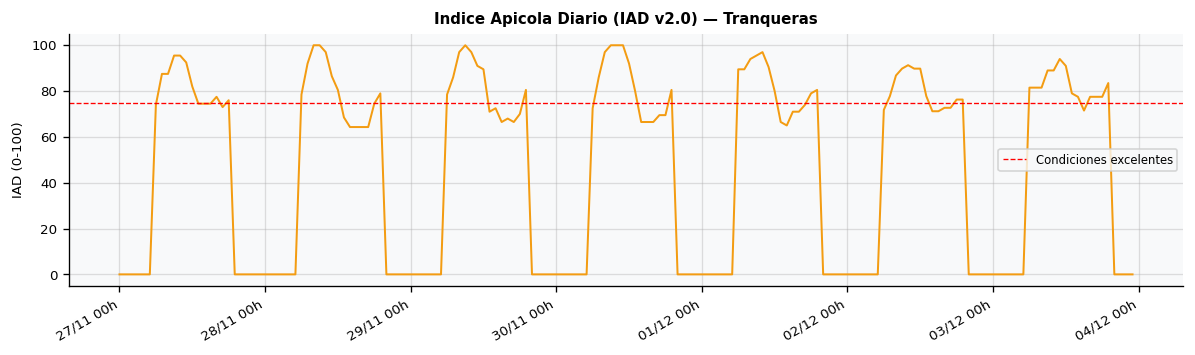 Indice Apicola Diario (IAD v2.0) — Tranqueras
IAD (0-100)
100
80
60
40
20
0
Condiciones excelentes
27/11 00h
28/11 00h
29/11 00h
30/11 00h
01/12 00h
02/12 00h
03/12 00h
04/12 00h